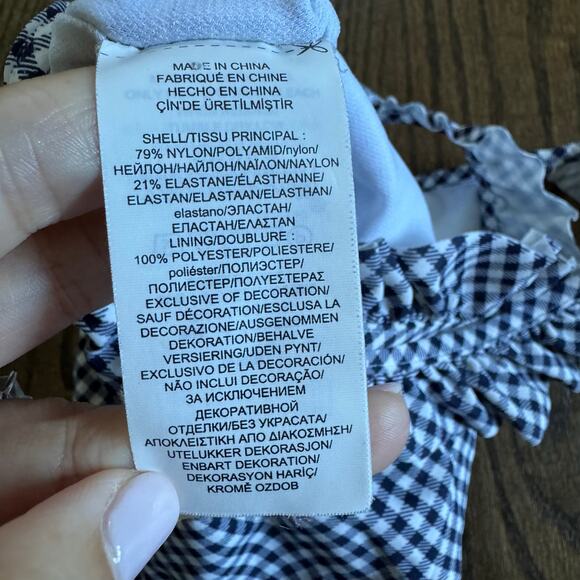 MADE IN CHINA
FABRIQUÉ EN CHINE
HECHO EN CHINA
ÇİN'DE ÜRETİLMİŞTİR
SHELL/TISSU PRINCIPAL :
79% NYLON/POLYAMID/nylon/
НЕЙЛОН/НАЙЛОН/ΝΑΪΛΟΝ/NAYLON
21% ELASTANE/ÉLASTHANNE/
ELASTAN/ELASTAAN/ELASTHAN/
elastano/ЭЛАСТАН/
ЕЛАСТАН/ΕΛΑΣΤΑΝ
LINING/DOUBLURE :
100% POLYESTER/POLIESTERE/
poliéster/ПОЛИЭСТЕР/
ПОЛИЕСТЕР/ΠΟΛΥΕΣΤΕΡΑΣ
EXCLUSIVE OF DECORATION/
SAUF DÉCORATION/ESCLUSA LA
DECORAZIONE/AUSGENOMMEN
DEKORATION/BEHALVE
VERSIERING/UDEN PYNT/
EXCLUSIVO DE LA DECORACIÓN/
NÃO INCLUI DECORAÇÃO/
ЗА ИСКЛЮЧЕНИЕМ
ДЕКОРАТИВНОЙ
ОТДЕЛКИ/БЕЗ УКРАСАТА/
ΑΠΟΚΛΕΙΣΤΙΚΗ ΑΠΟ ΔΙΑΚΟΣΜΗΣΗ/
UTELUKKER DEKORASJON/
ENBART DEKORATION/
DEKORASYON HARİÇ/
KROMĚ OZDOB